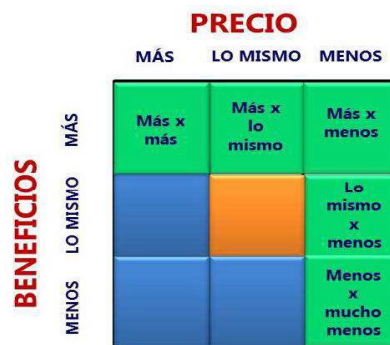 PRECIO
MÁS LO MISMO MENOS
BENEFICIOS
MÁS
LO MISMO
MENOS
Más x
más
Más x
lo
mismo
Más x
menos
Lo
mismo
x
menos
Menos
x
mucho
menos